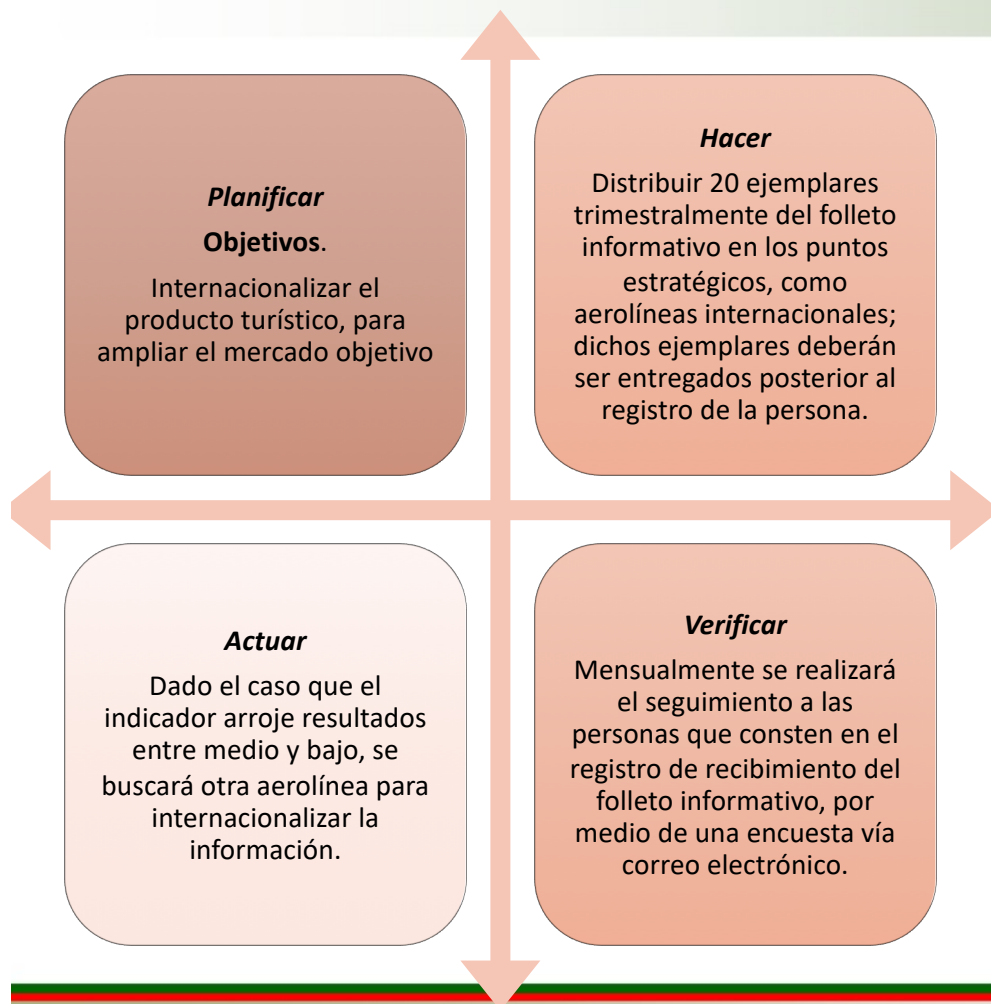 Planificar
Objetivos.
Internacionalizar el
producto turístico, para
ampliar el mercado objetivo
Hacer
Distribuir 20 ejemplares
trimestralmente del folleto
informativo en los puntos
estratégicos, como
aerolíneas internacionales;
dichos ejemplares deberán
ser entregados posterior al
registro de la persona.
Actuar
Dado el caso que el
indicador arroje resultados
entre medio y bajo, se
buscará otra aerolínea para
internacionalizar la
información.
Verificar
Mensualmente se realizará
el seguimiento a las
personas que consten en el
registro de recibimiento del
folleto informativo, por
medio de una encuesta vía
correo electrónico.